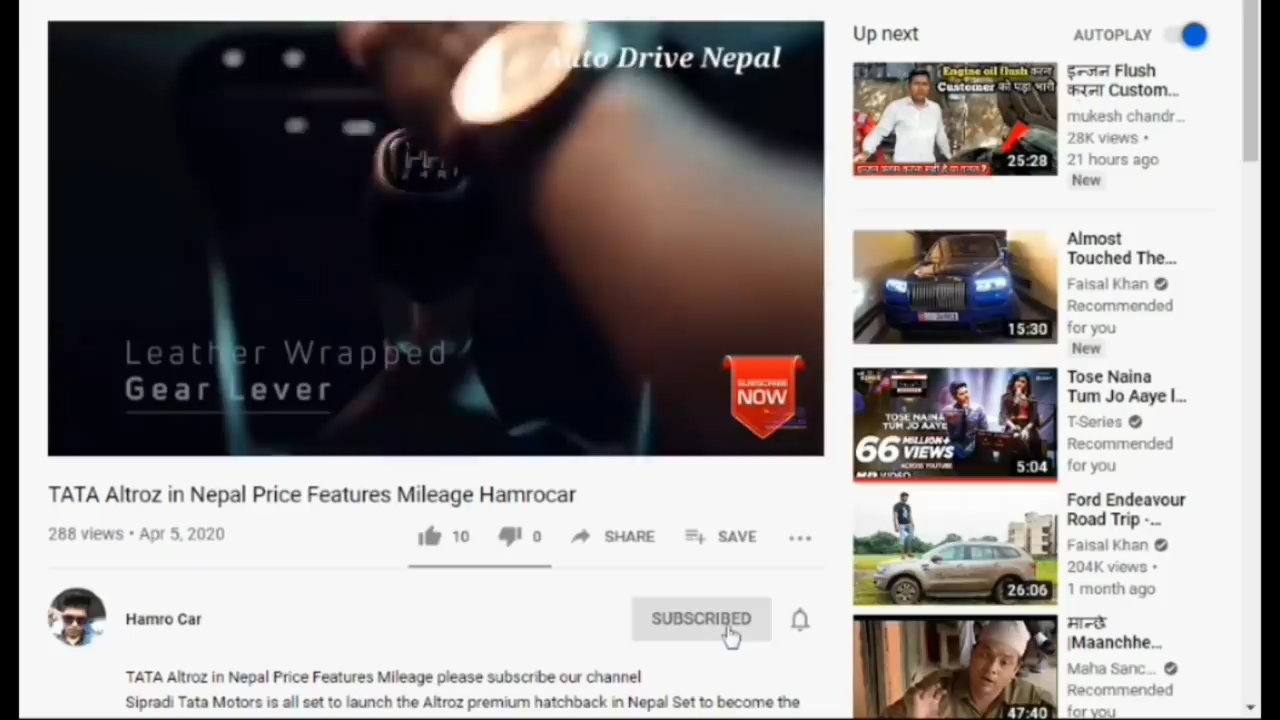 Auto Drive Nepal
Leather Wrapped
Gear Lever
SUBSCRIBE
NOW
TATA Altroz in Nepal Price Features Mileage Hamrocar
288 views • Apr 5, 2020
10
0
SHARE
SAVE
Hamro Car
SUBSCRIBED
TATA Altroz in Nepal Price Features Mileage please subscribe our channel
Sipradi Tata Motors is all set to launch the Altroz premium hatchback in Nepal Set to become the
Up next
AUTOPLAY
Engine oil flush करना
Customer को पड़ा भारी
25:28
इन्जन Flush
करना Custom...
mukesh chandr...
28K views •
21 hours ago
New
15:30
Almost
Touched The...
Faisal Khan
Recommended
for you
New
TOSE NAINA
TUM JO AAYE
66 MILLION+
VIEWS
ACROSS YOUTUBE
5:04
Tose Naina
Tum Jo Aaye l...
T-Series
Recommended
for you
26:06
Ford Endeavour
Road Trip -...
Faisal Khan
204K views •
1 month ago
47:40
मान्छे
|Maanchhe...
Maha Sanc...
Recommended
for you